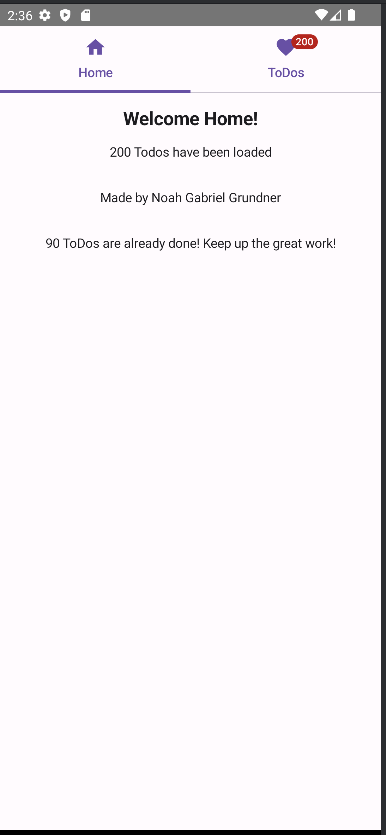 2:36
200
Home
ToDos
Welcome Home!
200 Todos have been loaded
Made by Noah Gabriel Grundner
90 ToDos are already done! Keep up the great work!